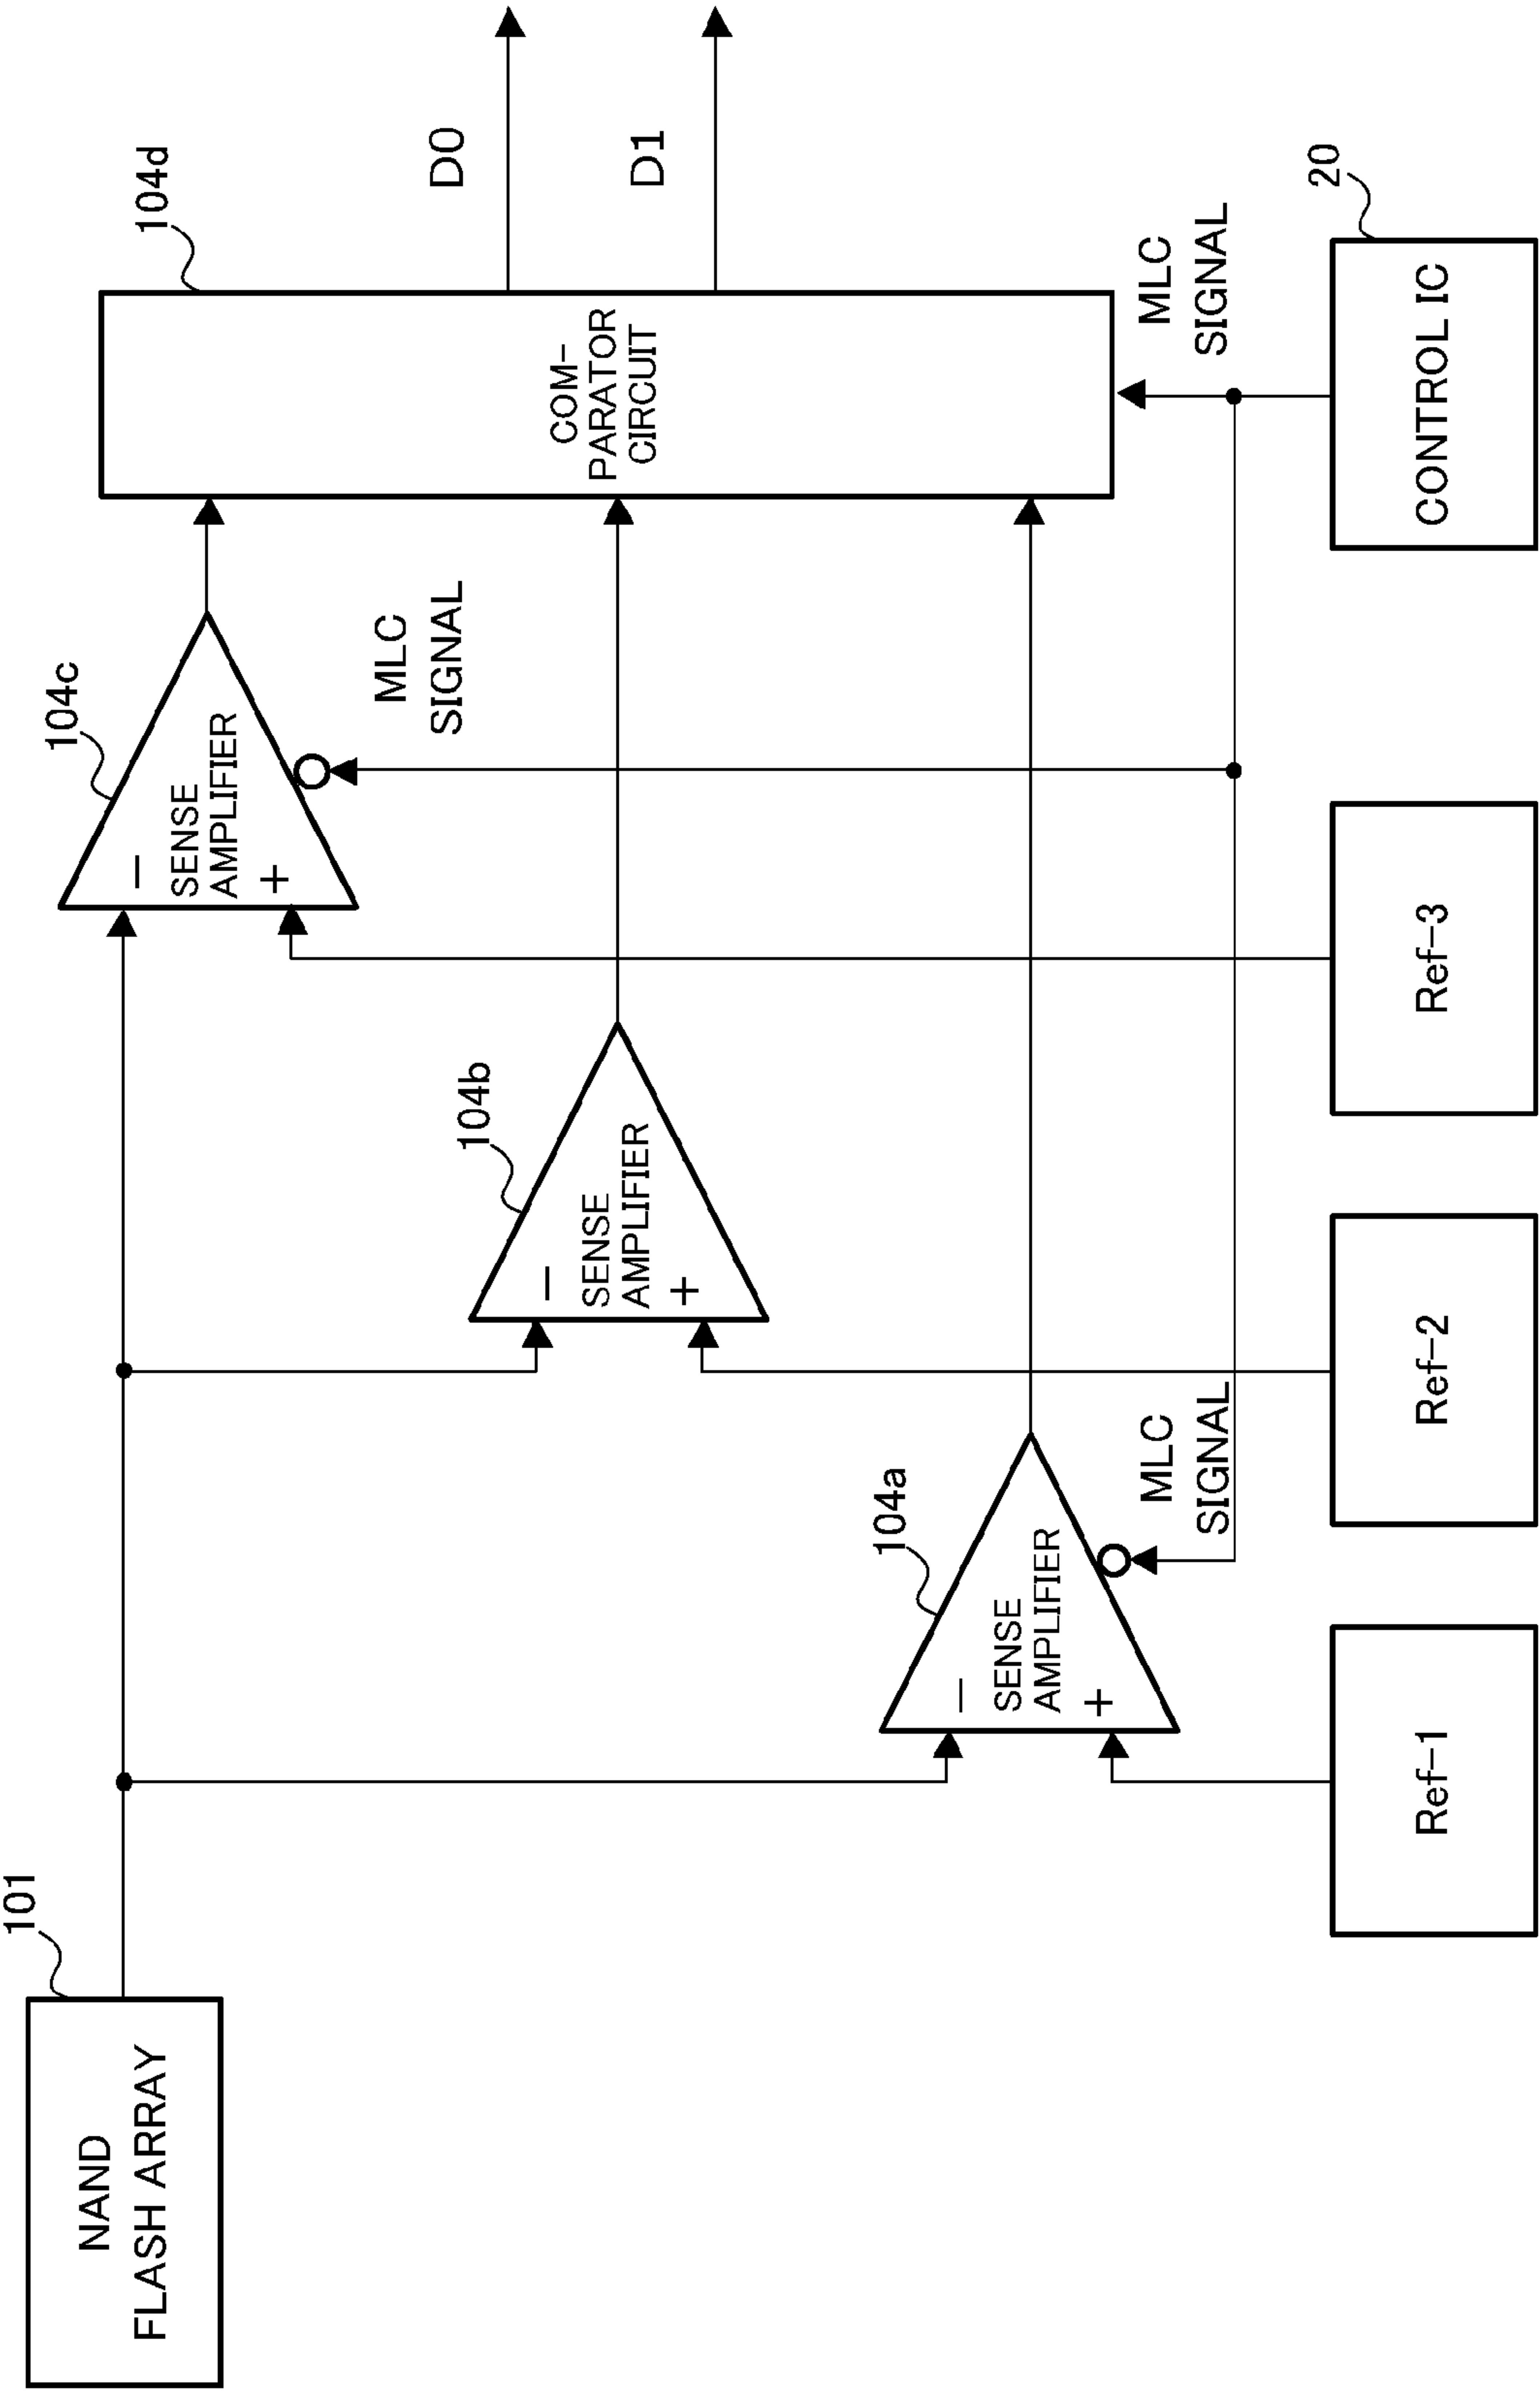 101
NAND
FLASH ARRAY
104c
−
SENSE
AMPLIFIER
+
MLC
SIGNAL
104d
COM-
PARATOR
CIRCUIT
D0
D1
104b
−
SENSE
AMPLIFIER
+
104a
−
SENSE
AMPLIFIER
+
MLC
SIGNAL
MLC
SIGNAL
20
Ref-1
Ref-2
Ref-3
CONTROL IC